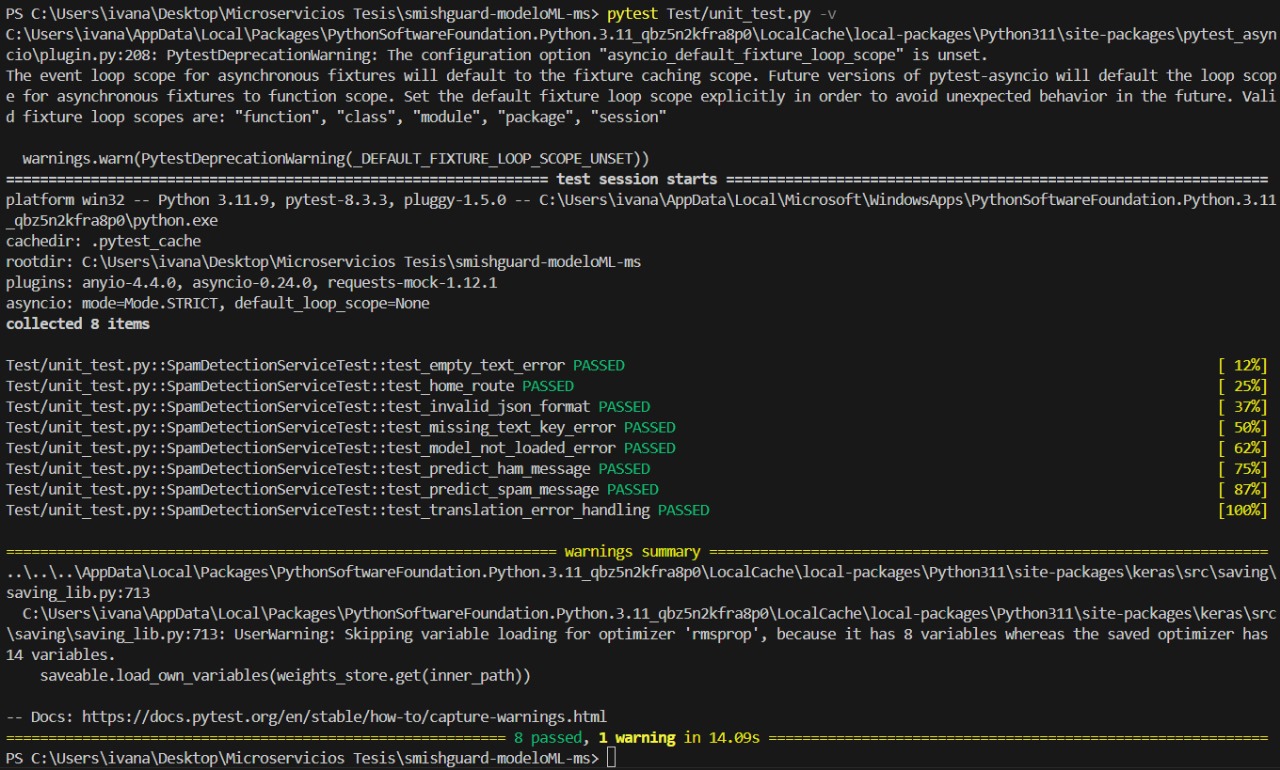 PS C:\Users\ivana\Desktop\Microservicios Tesis\smishguard-modeloML-ms> pytest Test/unit_test.py -v
C:\Users\ivana\AppData\Local\Packages\PythonSoftwareFoundation.Python.3.11_qbz5n2kfra8p0\LocalCache\local-packages\Python311\site-packages\pytest_asyn
cio\plugin.py:208: PytestDeprecationWarning: The configuration option "asyncio_default_fixture_loop_scope" is unset.
The event loop scope for asynchronous fixtures will default to the fixture caching scope. Future versions of pytest-asyncio will default the loop scop
e for asynchronous fixtures to function scope. Set the default fixture loop scope explicitly in order to avoid unexpected behavior in the future. Vali
d fixture loop scopes are: "function", "class", "module", "package", "session"
  warnings.warn(PytestDeprecationWarning(_DEFAULT_FIXTURE_LOOP_SCOPE_UNSET))
================================================================ test session starts ================================================================
platform win32 -- Python 3.11.9, pytest-8.3.3, pluggy-1.5.0 -- C:\Users\ivana\AppData\Local\Microsoft\WindowsApps\PythonSoftwareFoundation.Python.3.11
_qbz5n2kfra8p0\python.exe
cachedir: .pytest_cache
rootdir: C:\Users\ivana\Desktop\Microservicios Tesis\smishguard-modeloML-ms
plugins: anyio-4.4.0, asyncio-0.24.0, requests-mock-1.12.1
asyncio: mode=Mode.STRICT, default_loop_scope=None
collected 8 items
Test/unit_test.py::SpamDetectionServiceTest::test_empty_text_error PASSED [ 12%]
Test/unit_test.py::SpamDetectionServiceTest::test_home_route PASSED [ 25%]
Test/unit_test.py::SpamDetectionServiceTest::test_invalid_json_format PASSED [ 37%]
Test/unit_test.py::SpamDetectionServiceTest::test_missing_text_key_error PASSED [ 50%]
Test/unit_test.py::SpamDetectionServiceTest::test_model_not_loaded_error PASSED [ 62%]
Test/unit_test.py::SpamDetectionServiceTest::test_predict_ham_message PASSED [ 75%]
Test/unit_test.py::SpamDetectionServiceTest::test_predict_spam_message PASSED [ 87%]
Test/unit_test.py::SpamDetectionServiceTest::test_translation_error_handling PASSED [100%]
================================================================= warnings summary ==================================================================
..\..\..\AppData\Local\Packages\PythonSoftwareFoundation.Python.3.11_qbz5n2kfra8p0\LocalCache\local-packages\Python311\site-packages\keras\src\saving\
saving_lib.py:713
  C:\Users\ivana\AppData\Local\Packages\PythonSoftwareFoundation.Python.3.11_qbz5n2kfra8p0\LocalCache\local-packages\Python311\site-packages\keras\src
\saving\saving_lib.py:713: UserWarning: Skipping variable loading for optimizer 'rmsprop', because it has 8 variables whereas the saved optimizer has
14 variables.
    saveable.load_own_variables(weights_store.get(inner_path))
-- Docs: https://docs.pytest.org/en/stable/how-to/capture-warnings.html
=========================================================== 8 passed, 1 warning in 14.09s ===========================================================
PS C:\Users\ivana\Desktop\Microservicios Tesis\smishguard-modeloML-ms>